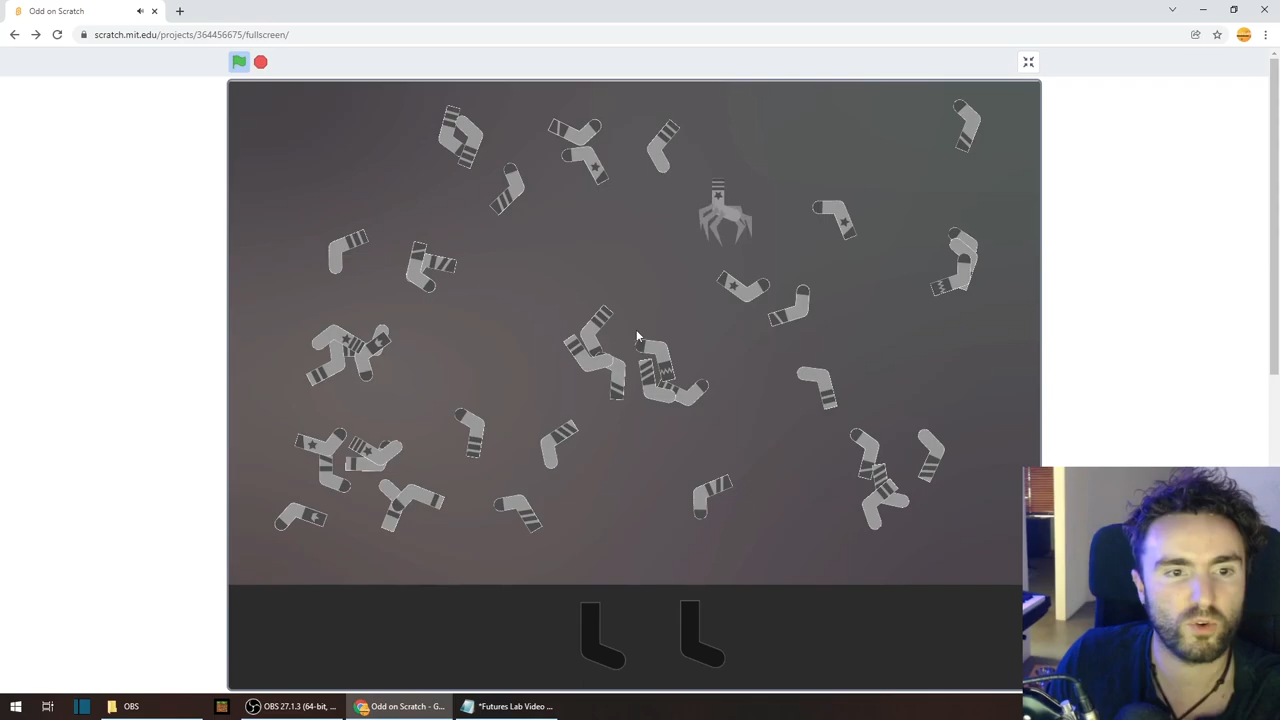 Odd on Scratch
scratch.mit.edu/projects/364456675/fullscreen/
OBS
OBS 27.1.3 (64-bit, ...
Odd on Scratch - G...
*Futures Lab Video ...